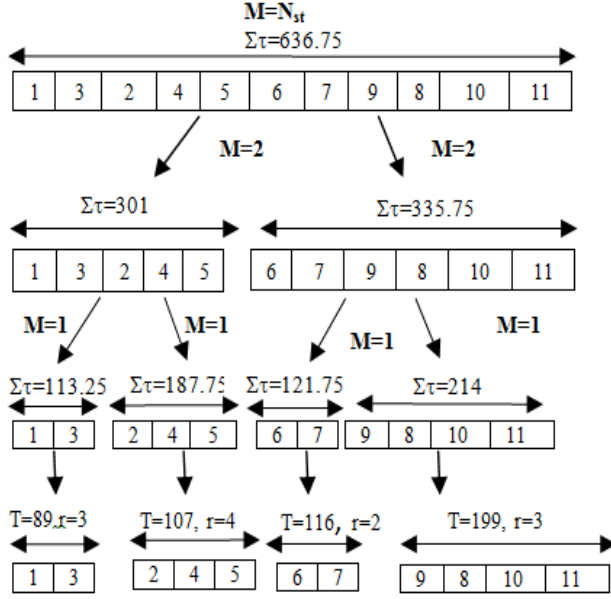 M=Nst
Στ=636.75
1 3 2 4 5 6 7 9 8 10 11
M=2 M=2
Στ=301 Στ=335.75
1 3 2 4 5 6 7 9 8 10 11
M=1 M=1 M=1 M=1
Στ=113.25 Στ=187.75 Στ=121.75 Στ=214
1 3 2 4 5 6 7 9 8 10 11
T=89,r=3 T=107, r=4 T=116, r=2 T=199, r=3
1 3 2 4 5 6 7 9 8 10 11